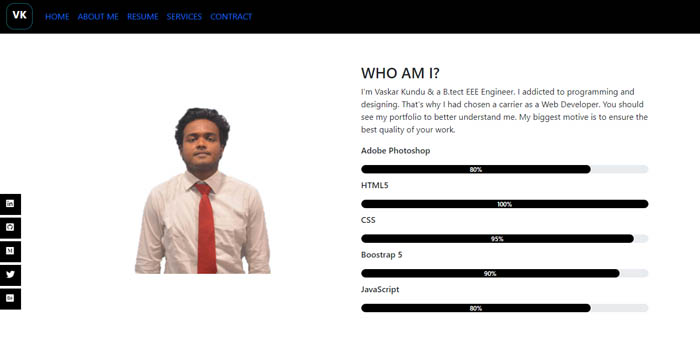 VK
HOME ABOUT ME RESUME SERVICES CONTRACT
WHO AM I?
I'm Vaskar Kundu & a B.tect EEE Engineer. I addicted to programming and
designing. That's why I had chosen a carrier as a Web Developer. You should
see my portfolio to better understand me. My biggest motive is to ensure the
best quality of your work.
Adobe Photoshop
80%
HTML5
100%
CSS
95%
Boostrap 5
90%
JavaScript
80%